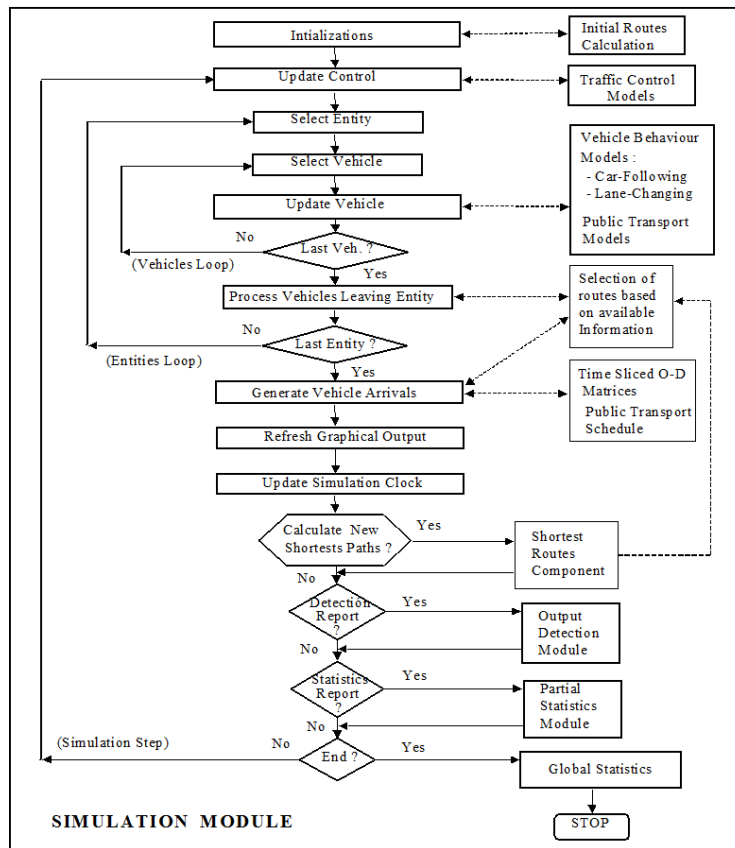 Intializations
Initial Routes
Calculation
Update Control
Traffic Control
Models
Select Entity
Select Vehicle
Vehicle Behaviour
Models :
- Car-Following
- Lane-Changing
Public Transport
Models
Update Vehicle
No
Last Veh. ?
(Vehicles Loop)
Yes
Process Vehicles Leaving Entity
Selection of
routes based
on available
Information
No
Last Entity ?
(Entities Loop)
Yes
Generate Vehicle Arrivals
Time Sliced O-D
Matrices
Public Transport
Schedule
Refresh Graphical Output
Update Simulation Clock
Calculate New
Shortests Paths ?
Yes
Shortest
Routes
Component
No
Detection
Report
?
Yes
Output
Detection
Module
No
Statistics
Report
?
Yes
Partial
Statistics
Module
No
(Simulation Step)
No
End ?
Yes
Global Statistics
STOP
SIMULATION MODULE